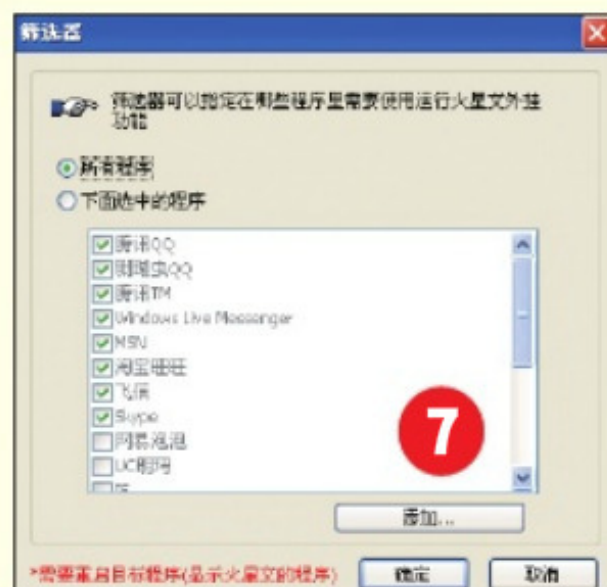 筛选器
筛选器可以指定在哪些程序里需要使用运行火星文外挂
功能
所有程序
下面选中的程序
腾讯QQ
珊瑚虫QQ
腾讯TM
Windows Live Messenger
MSN
淘宝旺旺
飞信
Skype
网易泡泡
UC聊呀
7
添加...
*需要重启目标程序(显示火星文的程序)
确定
取消